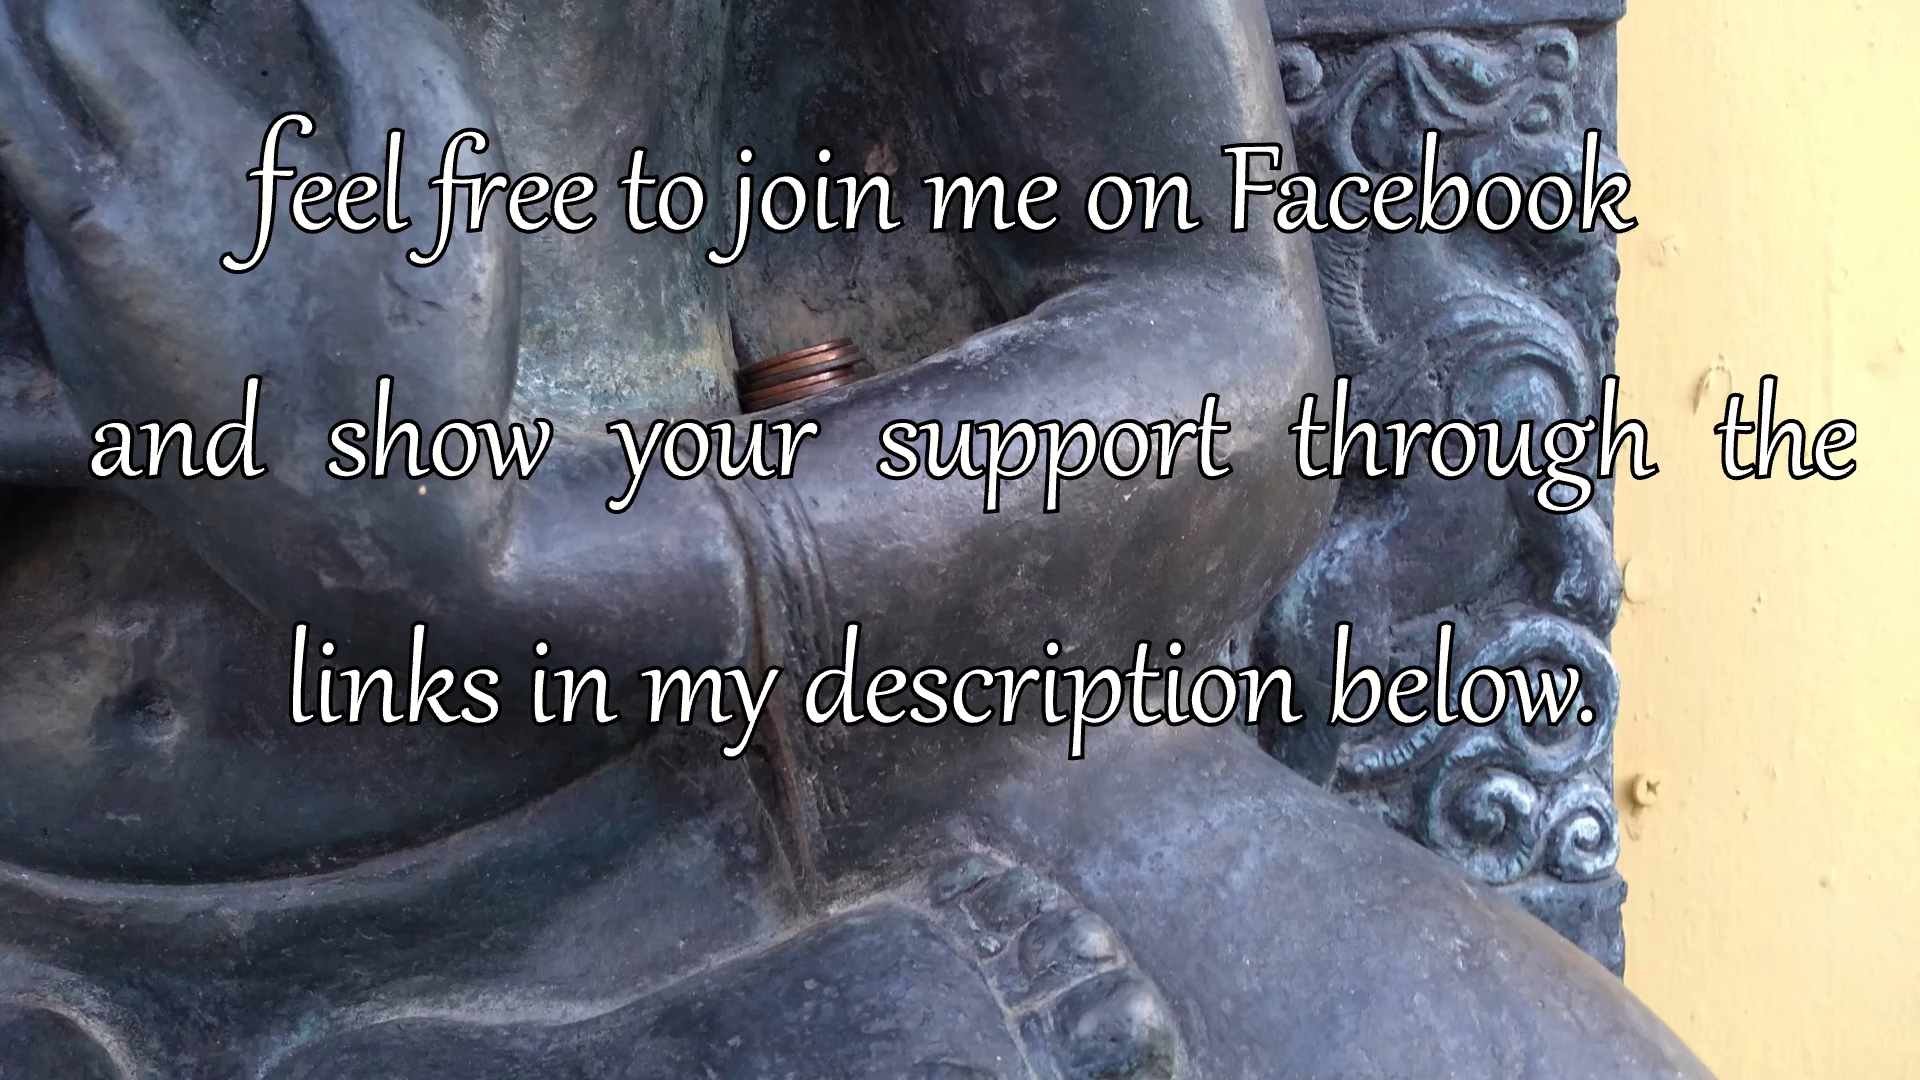 feel free to join me on Facebook
and show your support through the
links in my description below.